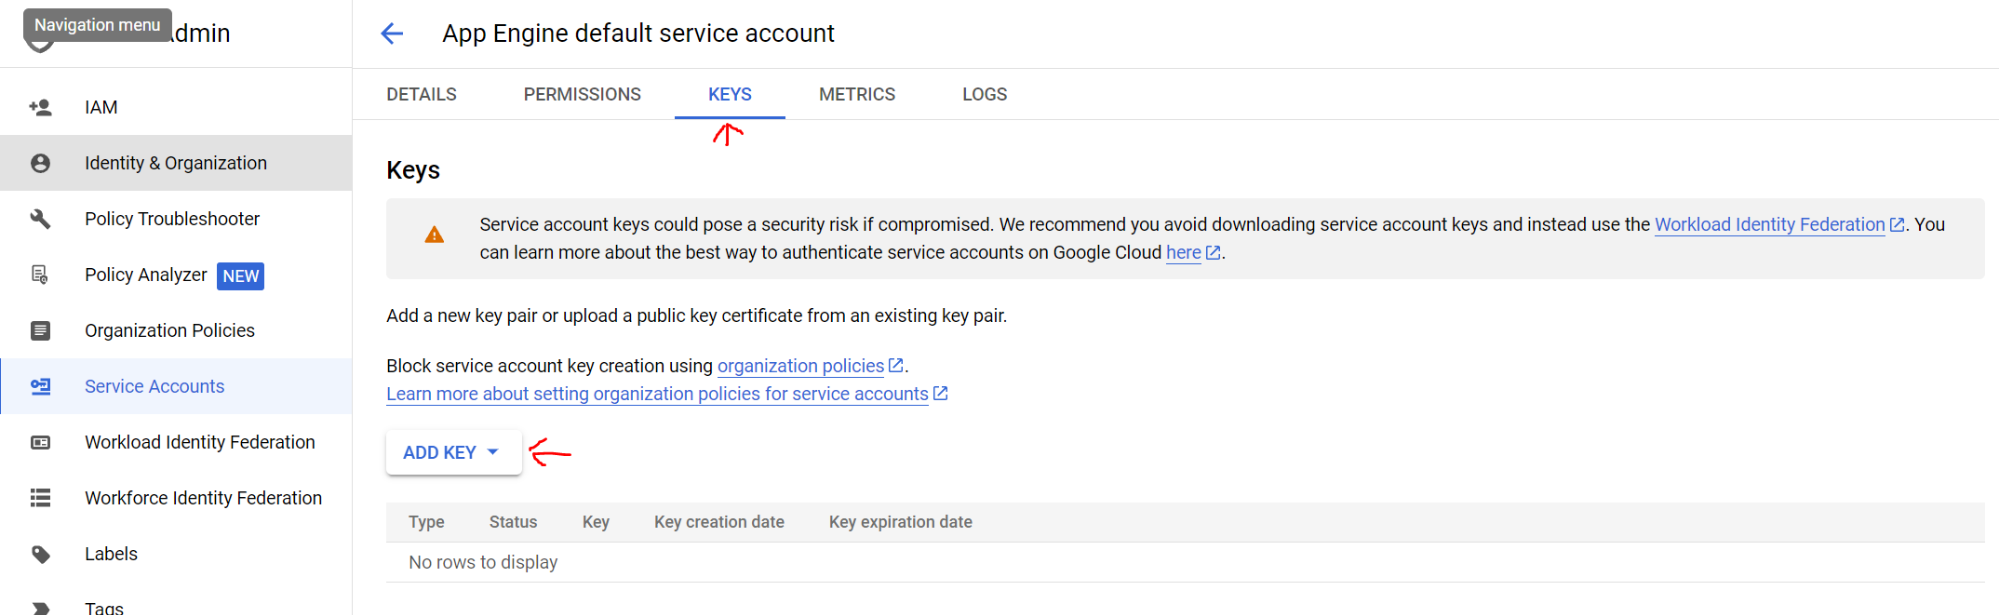 Navigation menu
dmin
IAM
Identity & Organization
Policy Troubleshooter
Policy Analyzer NEW
Organization Policies
Service Accounts
Workload Identity Federation
Workforce Identity Federation
Labels
Tags
App Engine default service account
DETAILS PERMISSIONS KEYS METRICS LOGS
Keys
Service account keys could pose a security risk if compromised. We recommend you avoid downloading service account keys and instead use the Workload Identity Federation. You
can learn more about the best way to authenticate service accounts on Google Cloud here.
Add a new key pair or upload a public key certificate from an existing key pair.
Block service account key creation using organization policies.
Learn more about setting organization policies for service accounts
ADD KEY
Type Status Key Key creation date Key expiration date
No rows to display